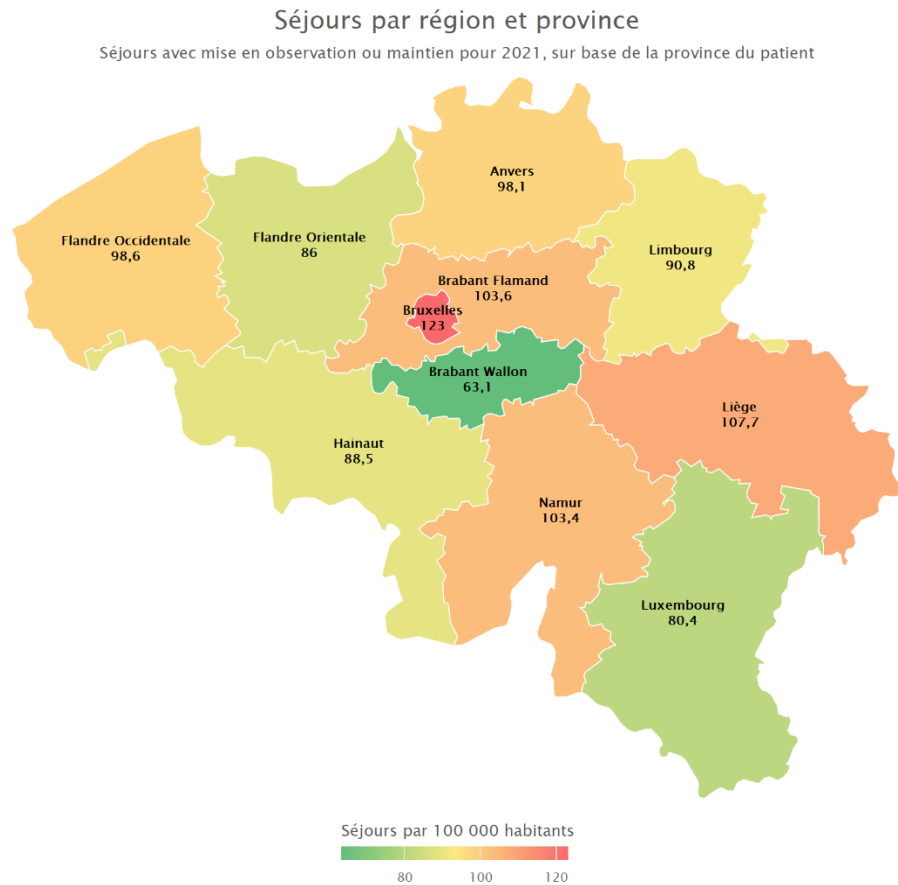 Séjours par région et province
Séjours avec mise en observation ou maintien pour 2021, sur base de la province du patient
Anvers
98,1
Flandre Occidentale
98,6
Flandre Orientale
86
Limbourg
90,8
Brabant Flamand
103,6
Bruxelles
123
Brabant Wallon
63,1
Liège
107,7
Hainaut
88,5
Namur
103,4
Luxembourg
80,4
Séjours par 100 000 habitants
80 100 120